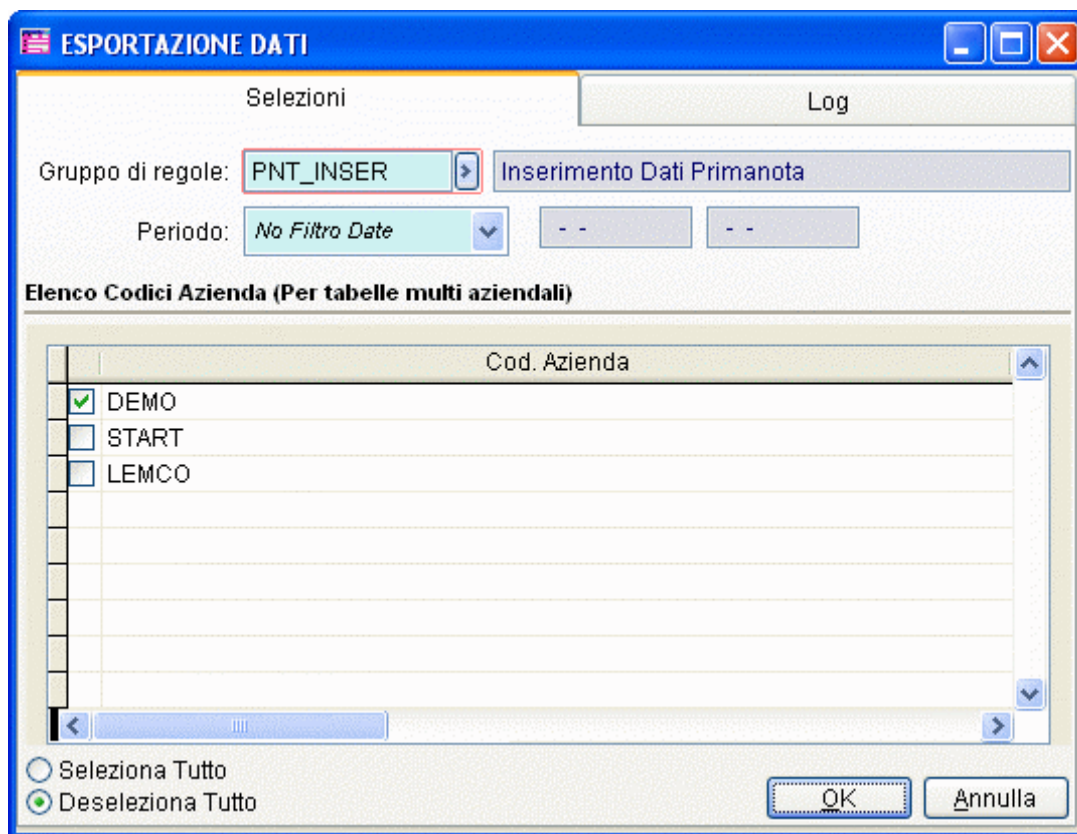 ESPORTAZIONE DATI
Selezioni Log
Gruppo di regole: PNT_INSER Inserimento Dati Primanota
Periodo: No Filtro Date - - - -
Elenco Codici Azienda (Per tabelle multi aziendali)
Cod. Azienda
DEMO
START
LEMCO
Seleziona Tutto
Deseleziona Tutto
OK Annulla